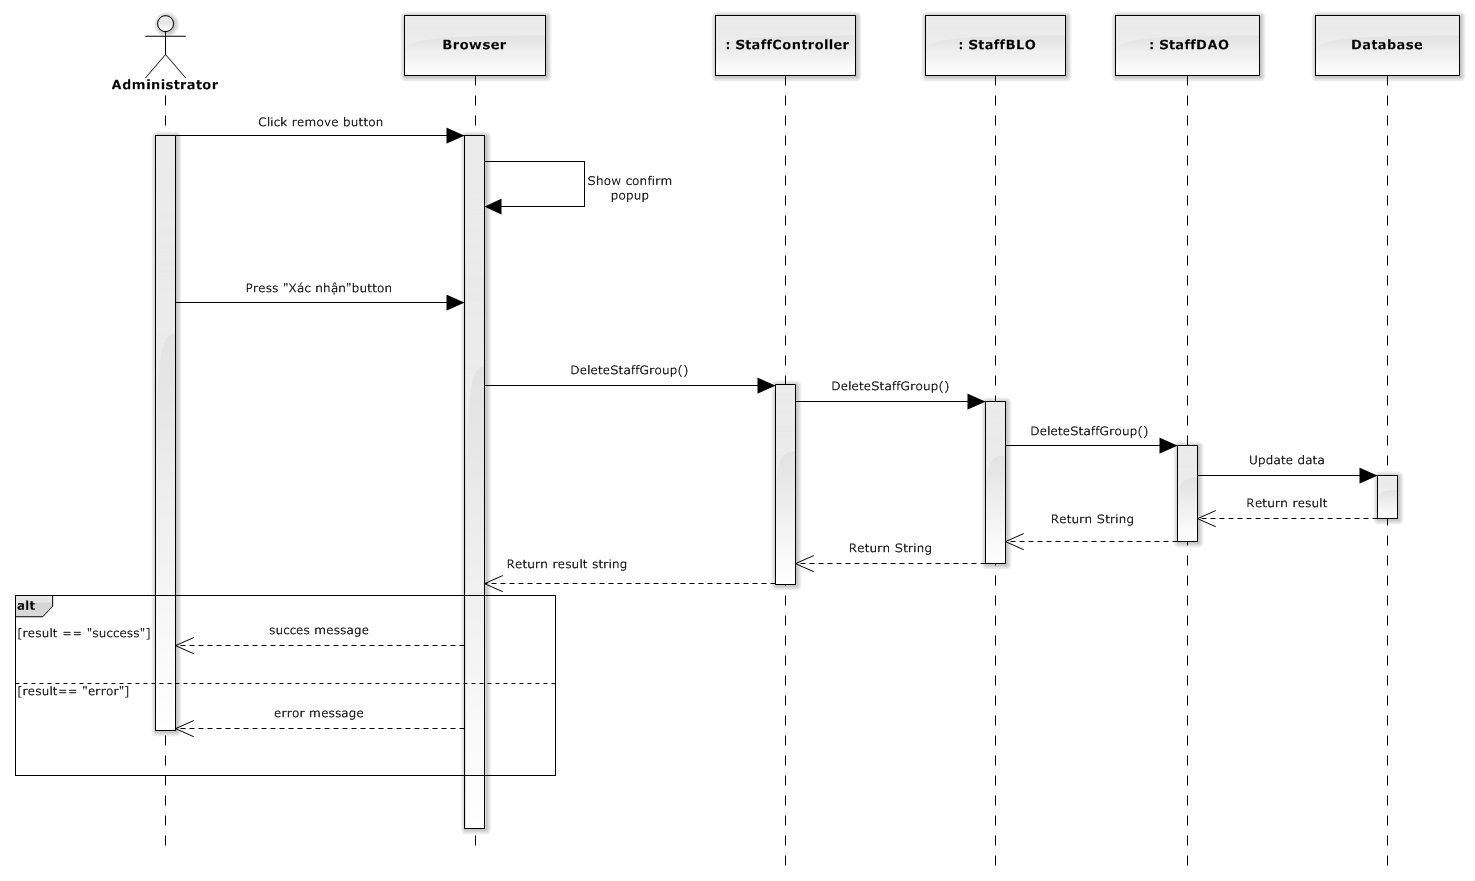 Administrator
Browser
: StaffController
: StaffBLO
: StaffDAO
Database
Click remove button
Show confirm
popup
Press "Xác nhận"button
DeleteStaffGroup()
DeleteStaffGroup()
DeleteStaffGroup()
Update data
Return result
Return String
Return String
Return result string
alt
[result == "success"]
succes message
[result== "error"]
error message